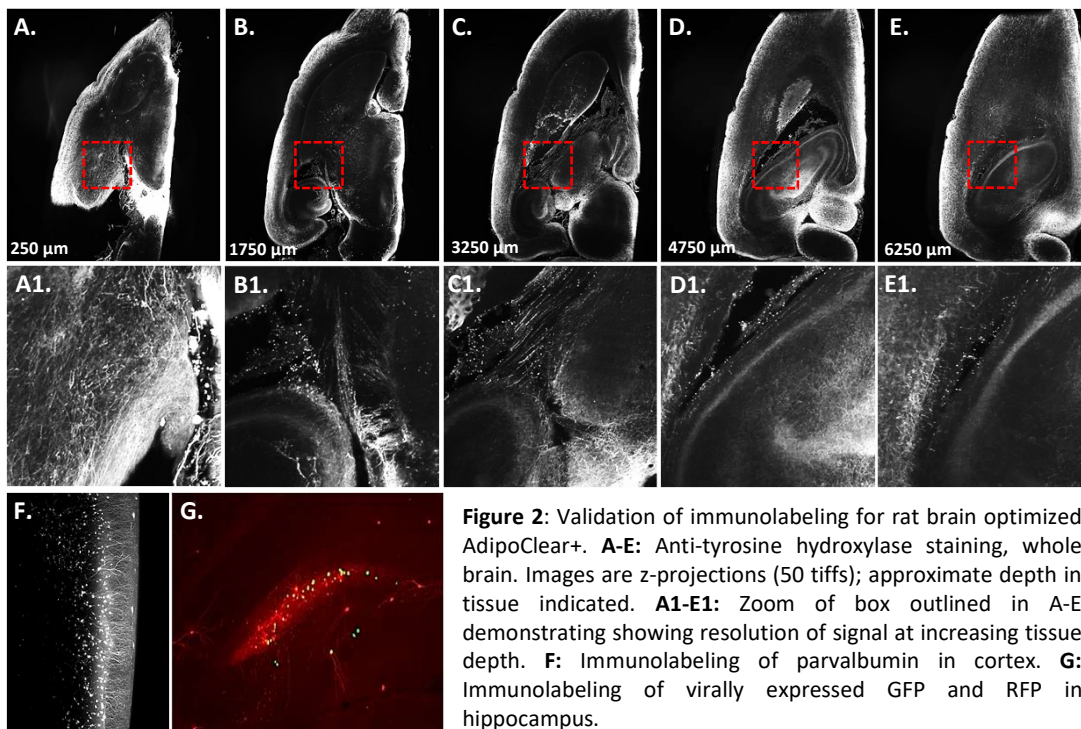 A.
B.
C.
D.
E.
250 µm
1750 µm
3250 µm
4750 µm
6250 µm
A1.
B1.
C1.
D1.
E1.
F.
G.
Figure 2: Validation of immunolabeling for rat brain optimized
AdipoClear+. A-E: Anti-tyrosine hydroxylase staining, whole
brain. Images are z-projections (50 tiffs); approximate depth in
tissue indicated. A1-E1: Zoom of box outlined in A-E
demonstrating showing resolution of signal at increasing tissue
depth. F: Immunolabeling of parvalbumin in cortex. G:
Immunolabeling of virally expressed GFP and RFP in
hippocampus.